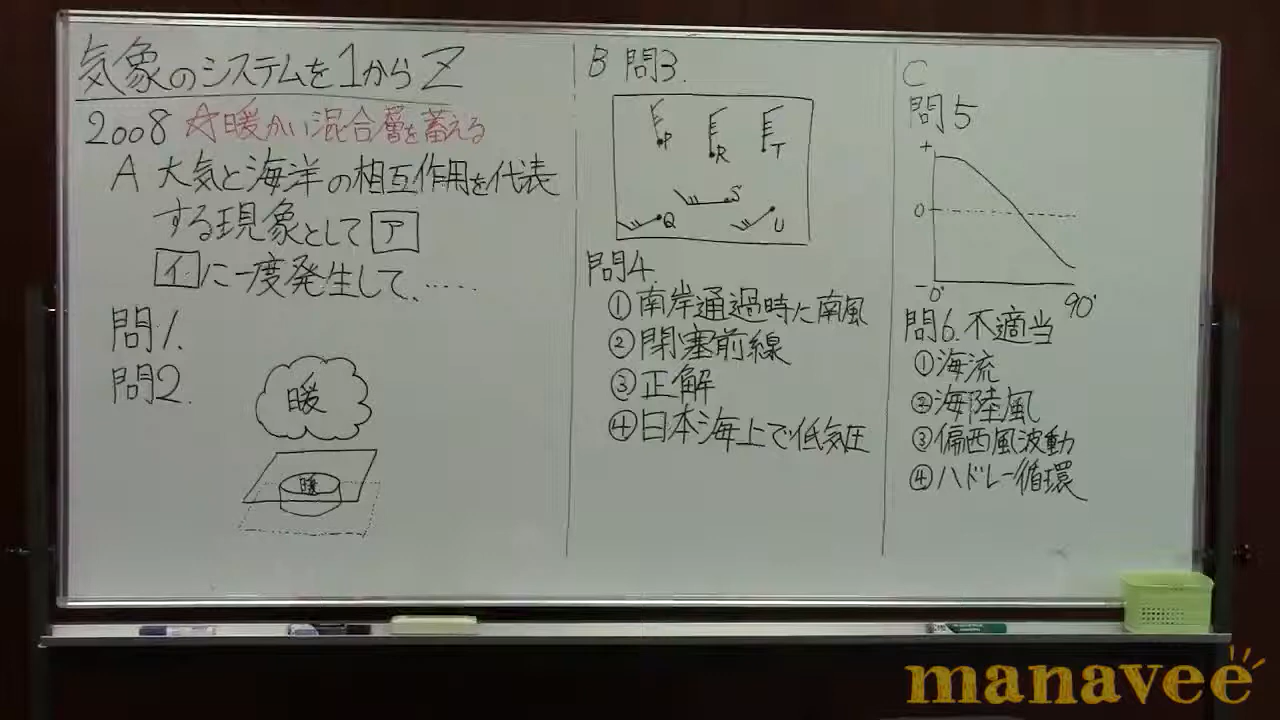 気象のシステムを1からZ
2008 ☆暖かい混合層を蓄える
A 大気と海洋の相互作用を代表
する現象として ア
イ に一度発生して、……
問1.
問2.
暖
暖
B 問3.
P
R
T
S
Q
U
問4.
①南岸通過時に南風
②閉塞前線
③正解
④日本海上で低気圧
C
問5
+
0
-
0°
90°
問6. 不適当
①海流
②海陸風
③偏西風波動
④ハドレー循環
manavee